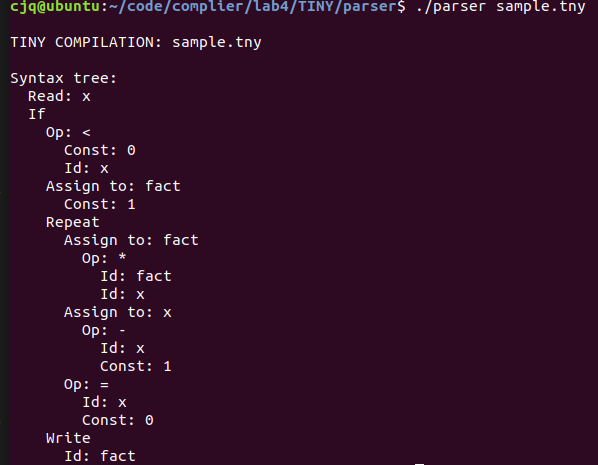 cjq@ubuntu:~/code/complier/lab4/TINY/parser$ ./parser sample.tny
TINY COMPILATION: sample.tny
Syntax tree:
Read: x
If
Op: <
Const: 0
Id: x
Assign to: fact
Const: 1
Repeat
Assign to: fact
Op: *
Id: fact
Id: x
Assign to: x
Op: -
Id: x
Const: 1
Op: =
Id: x
Const: 0
Write
Id: fact